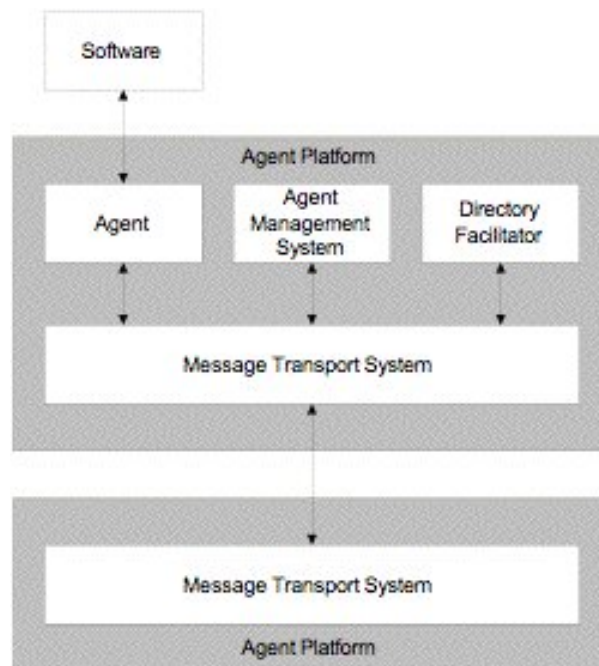 Software
Agent Platform
Agent
Agent
Management
System
Directory
Facilitator
Message Transport System
Message Transport System
Agent Platform